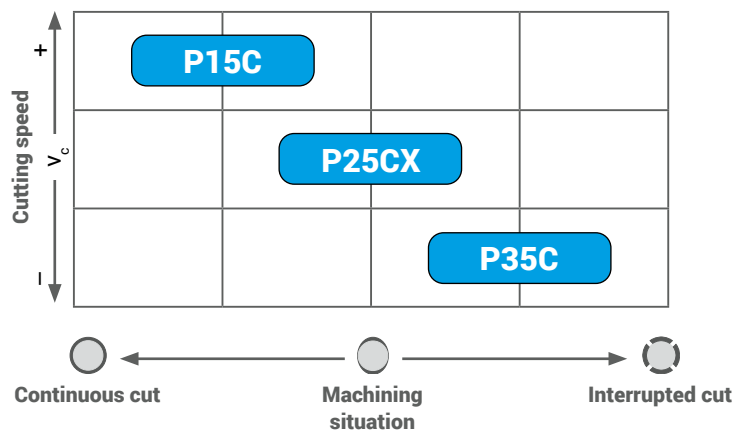 +
P15C
Cutting speed
Vc
P25CX
P35C
–
Continuous cut
Machining
situation
Interrupted cut